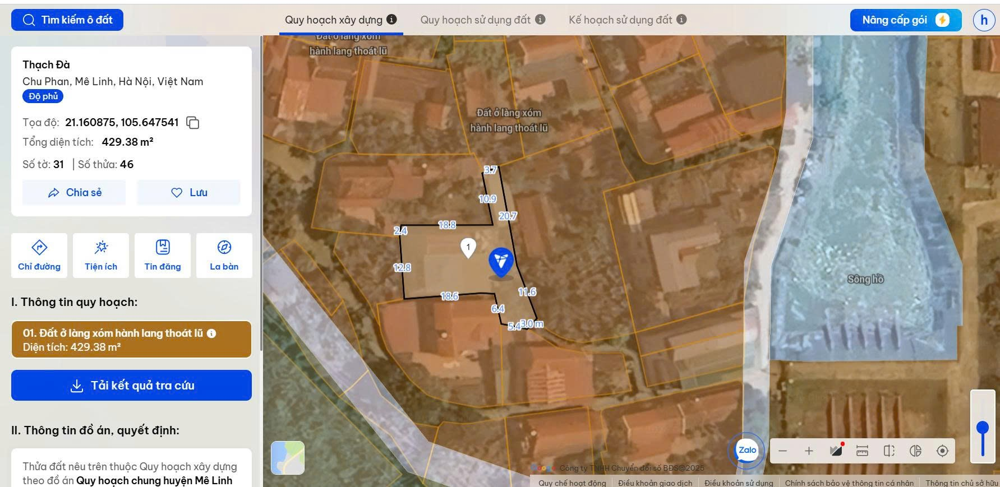 Tìm kiếm ô đất
Quy hoạch xây dựng
Quy hoạch sử dụng đất
Kế hoạch sử dụng đất
Nâng cấp gói
h
Thạch Đà
Chu Phan, Mê Linh, Hà Nội, Việt Nam
Độ phủ
Tọa độ: 21.160875, 105.647541
Tổng diện tích: 429.38 m²
Số tờ: 31 | Số thửa: 46
Chia sẻ
Lưu
Chỉ đường
Tiện ích
Tin đăng
La bàn
I. Thông tin quy hoạch:
01. Đất ở làng xóm hành lang thoát lũ
Diện tích: 429.38 m²
Tải kết quả tra cứu
II. Thông tin đồ án, quyết định:
Thửa đất nêu trên thuộc Quy hoạch xây dựng
theo đồ án Quy hoạch chung huyện Mê Linh
Đất ở làng xóm
hành lang thoát lũ
Đất ở làng xóm
hành lang thoát lũ
3.7
10.9
20.7
18.8
2.4
1
12.8
18.6
11.6
6.4
5.4
3.0 m
Sông hồ
Zalo
Google
Công ty TNHH Chuyển đổi số BĐS@2025
Quy chế hoạt động
Điều khoản giao dịch
Điều khoản sử dụng
Chính sách bảo vệ thông tin cá nhân
Thông tin chủ sở hữu